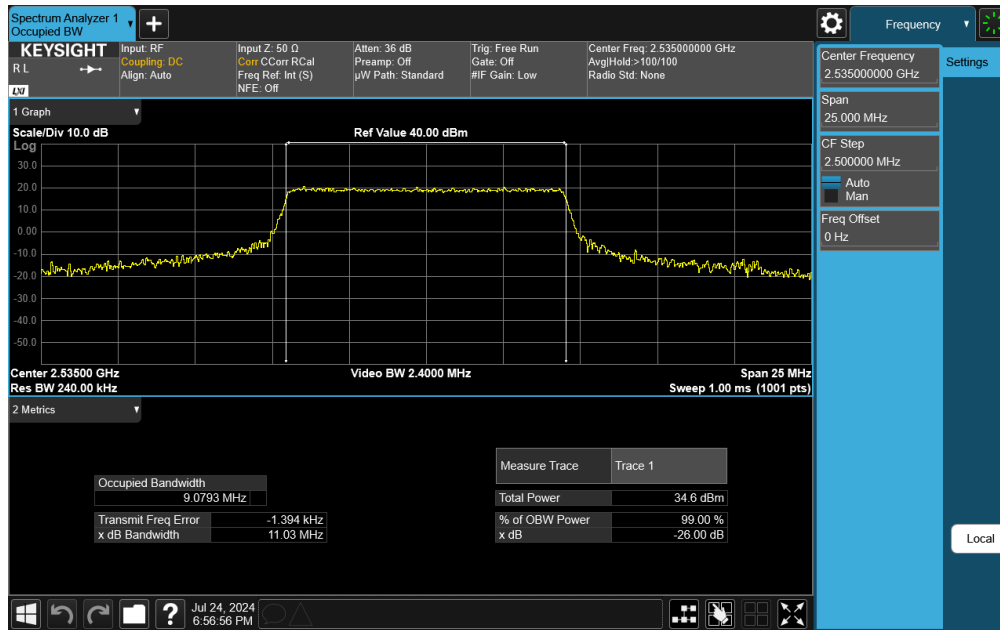 Spectrum Analyzer 1
Occupied BW
Frequency
KEYSIGHT
R L
LXI
Input: RF
Coupling: DC
Align: Auto
Input Z: 50 Ω
Corr CCorr RCal
Freq Ref: Int (S)
NFE: Off
Atten: 36 dB
Preamp: Off
µW Path: Standard
Trig: Free Run
Gate: Off
#IF Gain: Low
Center Freq: 2.535000000 GHz
Avg|Hold:>100/100
Radio Std: None
Center Frequency
2.535000000 GHz
Settings
Span
25.000 MHz
CF Step
2.500000 MHz
Auto
Man
Freq Offset
0 Hz
Local
1 Graph
Scale/Div 10.0 dB
Ref Value 40.00 dBm
Log
30.0
20.0
10.0
0.00
-10.0
-20.0
-30.0
-40.0
-50.0
Center 2.53500 GHz
Video BW 2.4000 MHz
Span 25 MHz
Res BW 240.00 kHz
Sweep 1.00 ms (1001 pts)
2 Metrics
Measure Trace
Trace 1
Occupied Bandwidth
9.0793 MHz
Total Power
34.6 dBm
Transmit Freq Error
-1.394 kHz
% of OBW Power
99.00 %
x dB Bandwidth
11.03 MHz
x dB
-26.00 dB
?
Jul 24, 2024
6:56:56 PM